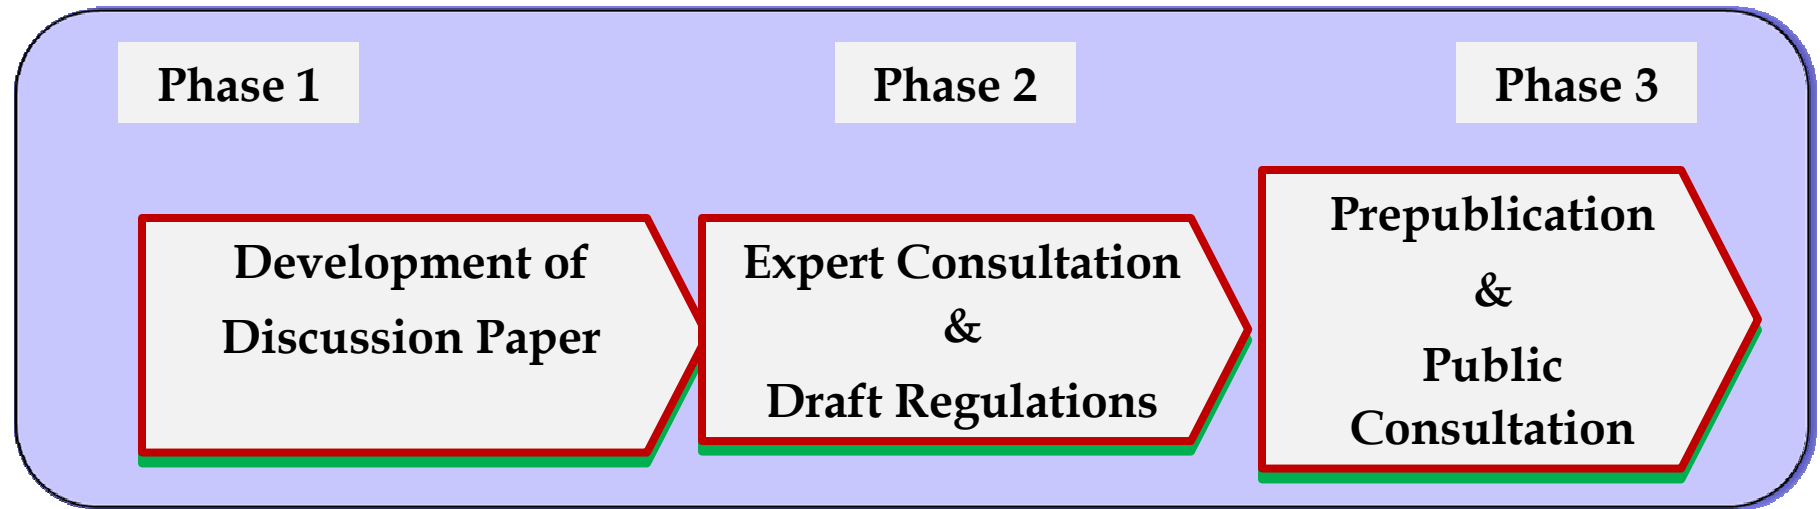 Phase 1
Phase 2
Phase 3
Development of
Discussion Paper
Expert Consultation
&
Draft Regulations
Prepublication
&
Public
Consultation